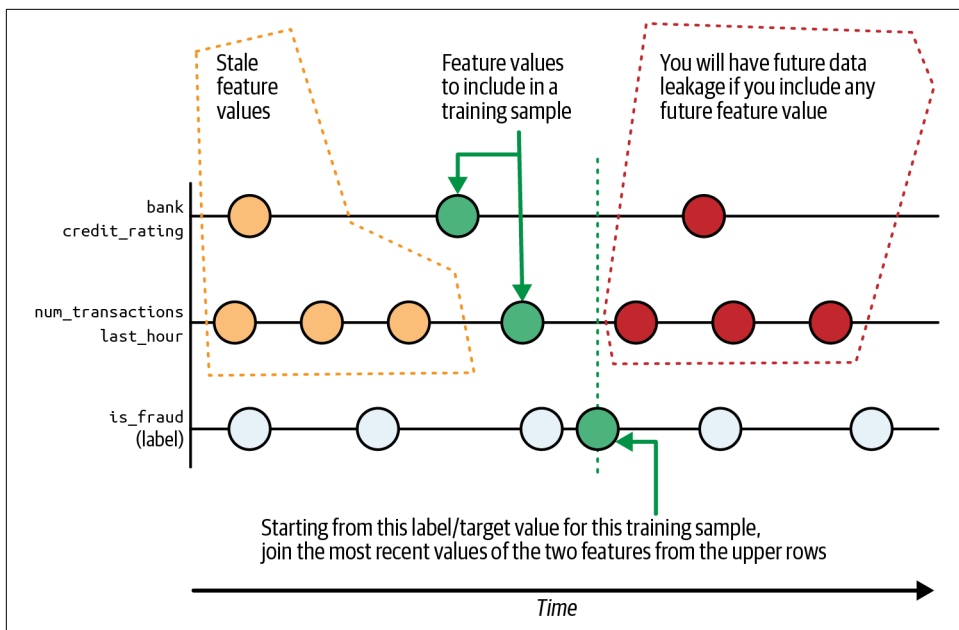 Stale
feature
values
Feature values
to include in a
training sample
You will have future data
leakage if you include any
future feature value
bank
credit_rating
num_transactions
last_hour
is_fraud
(label)
Starting from this label/target value for this training sample,
join the most recent values of the two features from the upper rows
Time